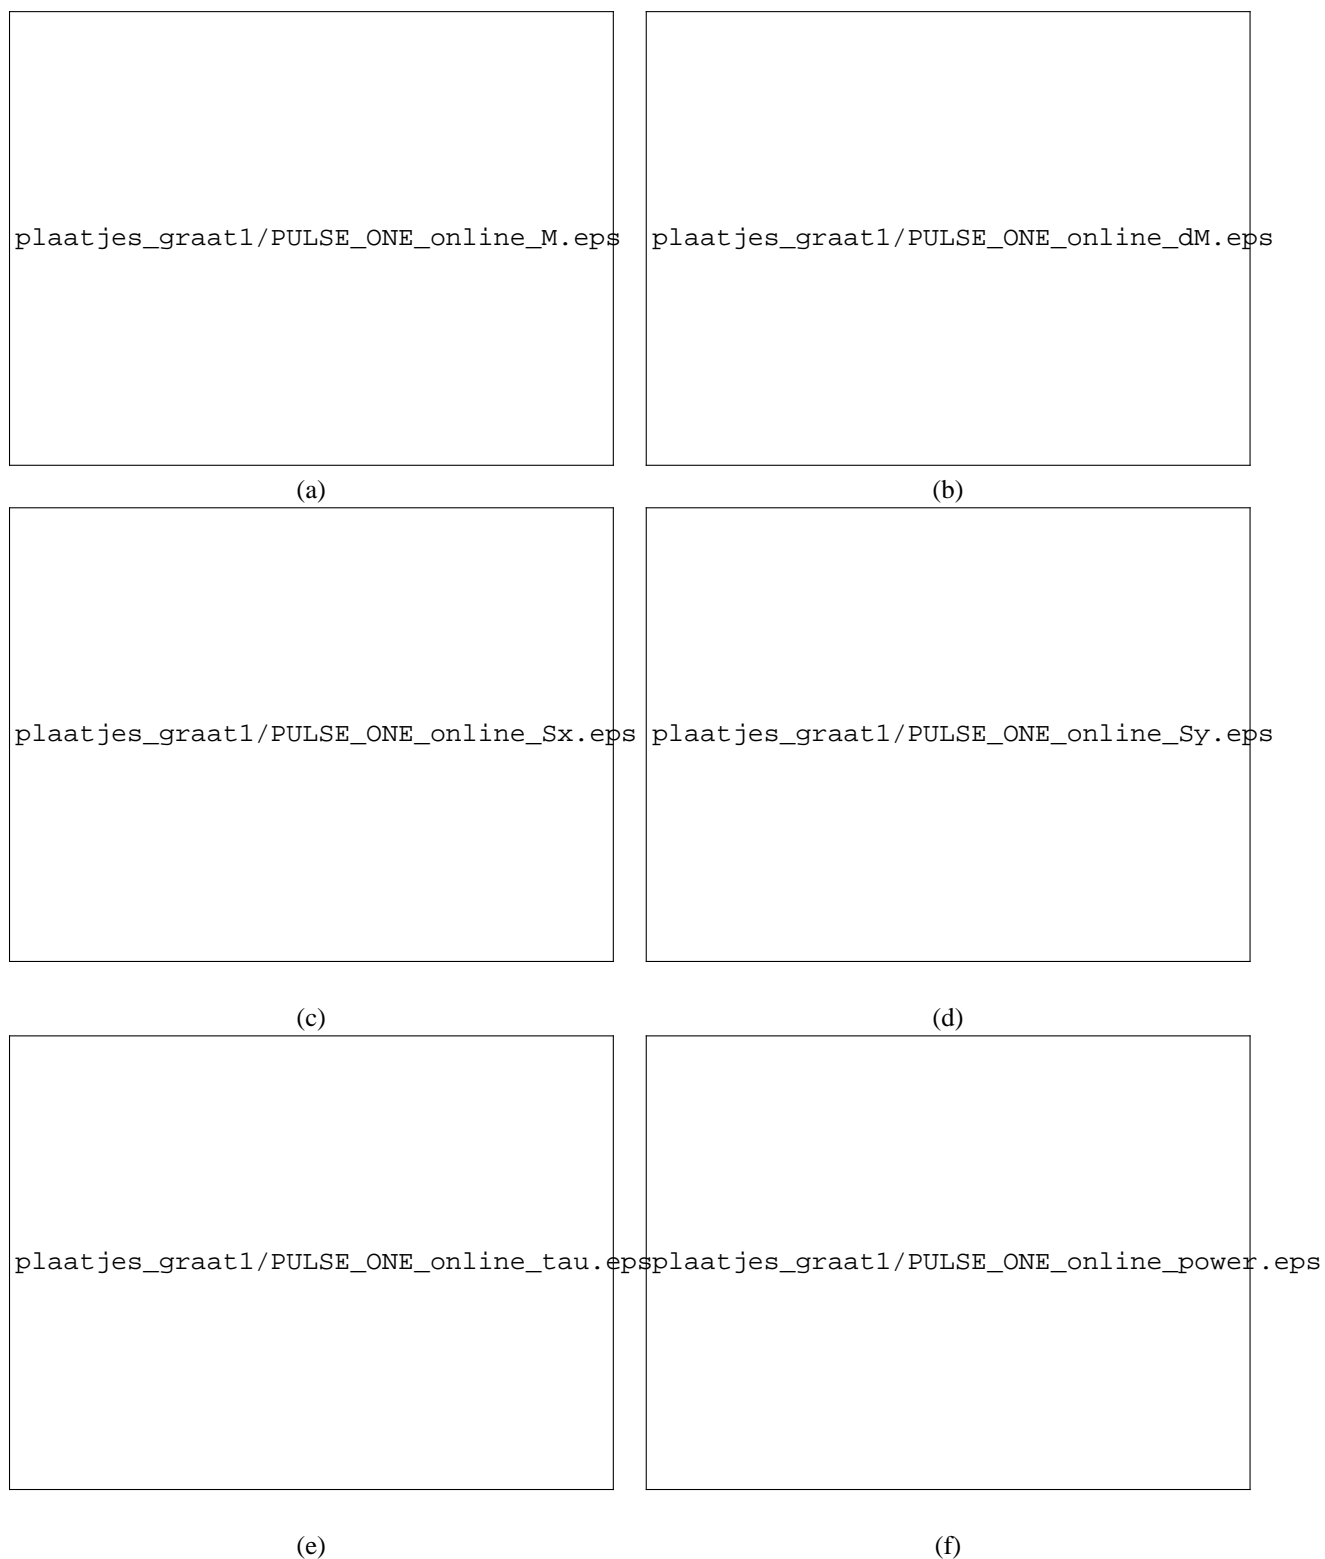 plaatjes_graat1/PULSE_ONE_online_M.eps
plaatjes_graat1/PULSE_ONE_online_dM.eps
(a)
(b)
plaatjes_graat1/PULSE_ONE_online_Sx.eps
plaatjes_graat1/PULSE_ONE_online_Sy.eps
(c)
(d)
plaatjes_graat1/PULSE_ONE_online_tau.eps
plaatjes_graat1/PULSE_ONE_online_power.eps
(e)
(f)